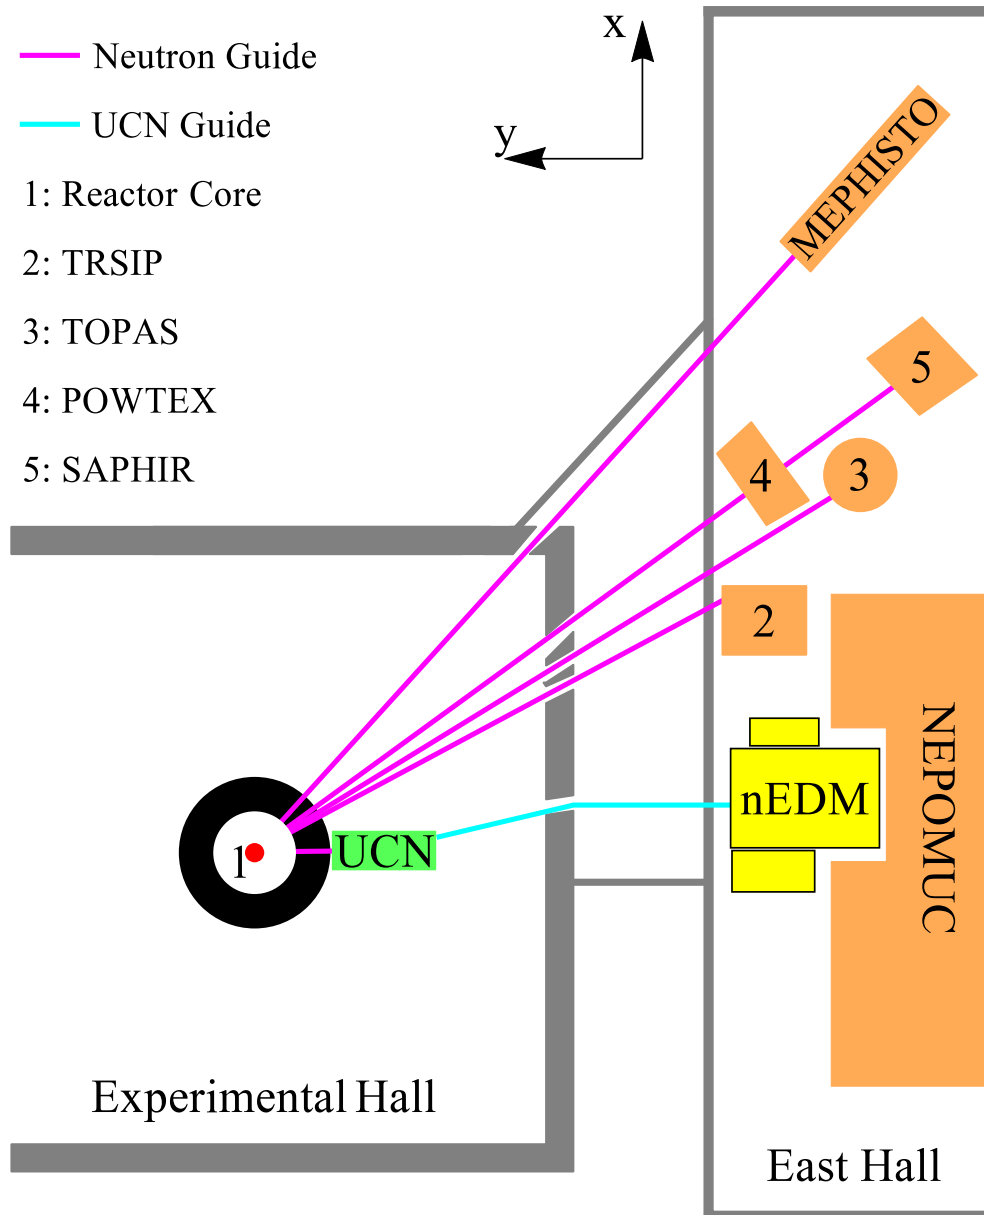 x
y
Neutron Guide
UCN Guide
1: Reactor Core
2: TRSIP
3: TOPAS
4: POWTEX
5: SAPHIR
MEPHISTO
5
4
3
2
NEPOMUC
nEDM
UCN
1
Experimental Hall
East Hall